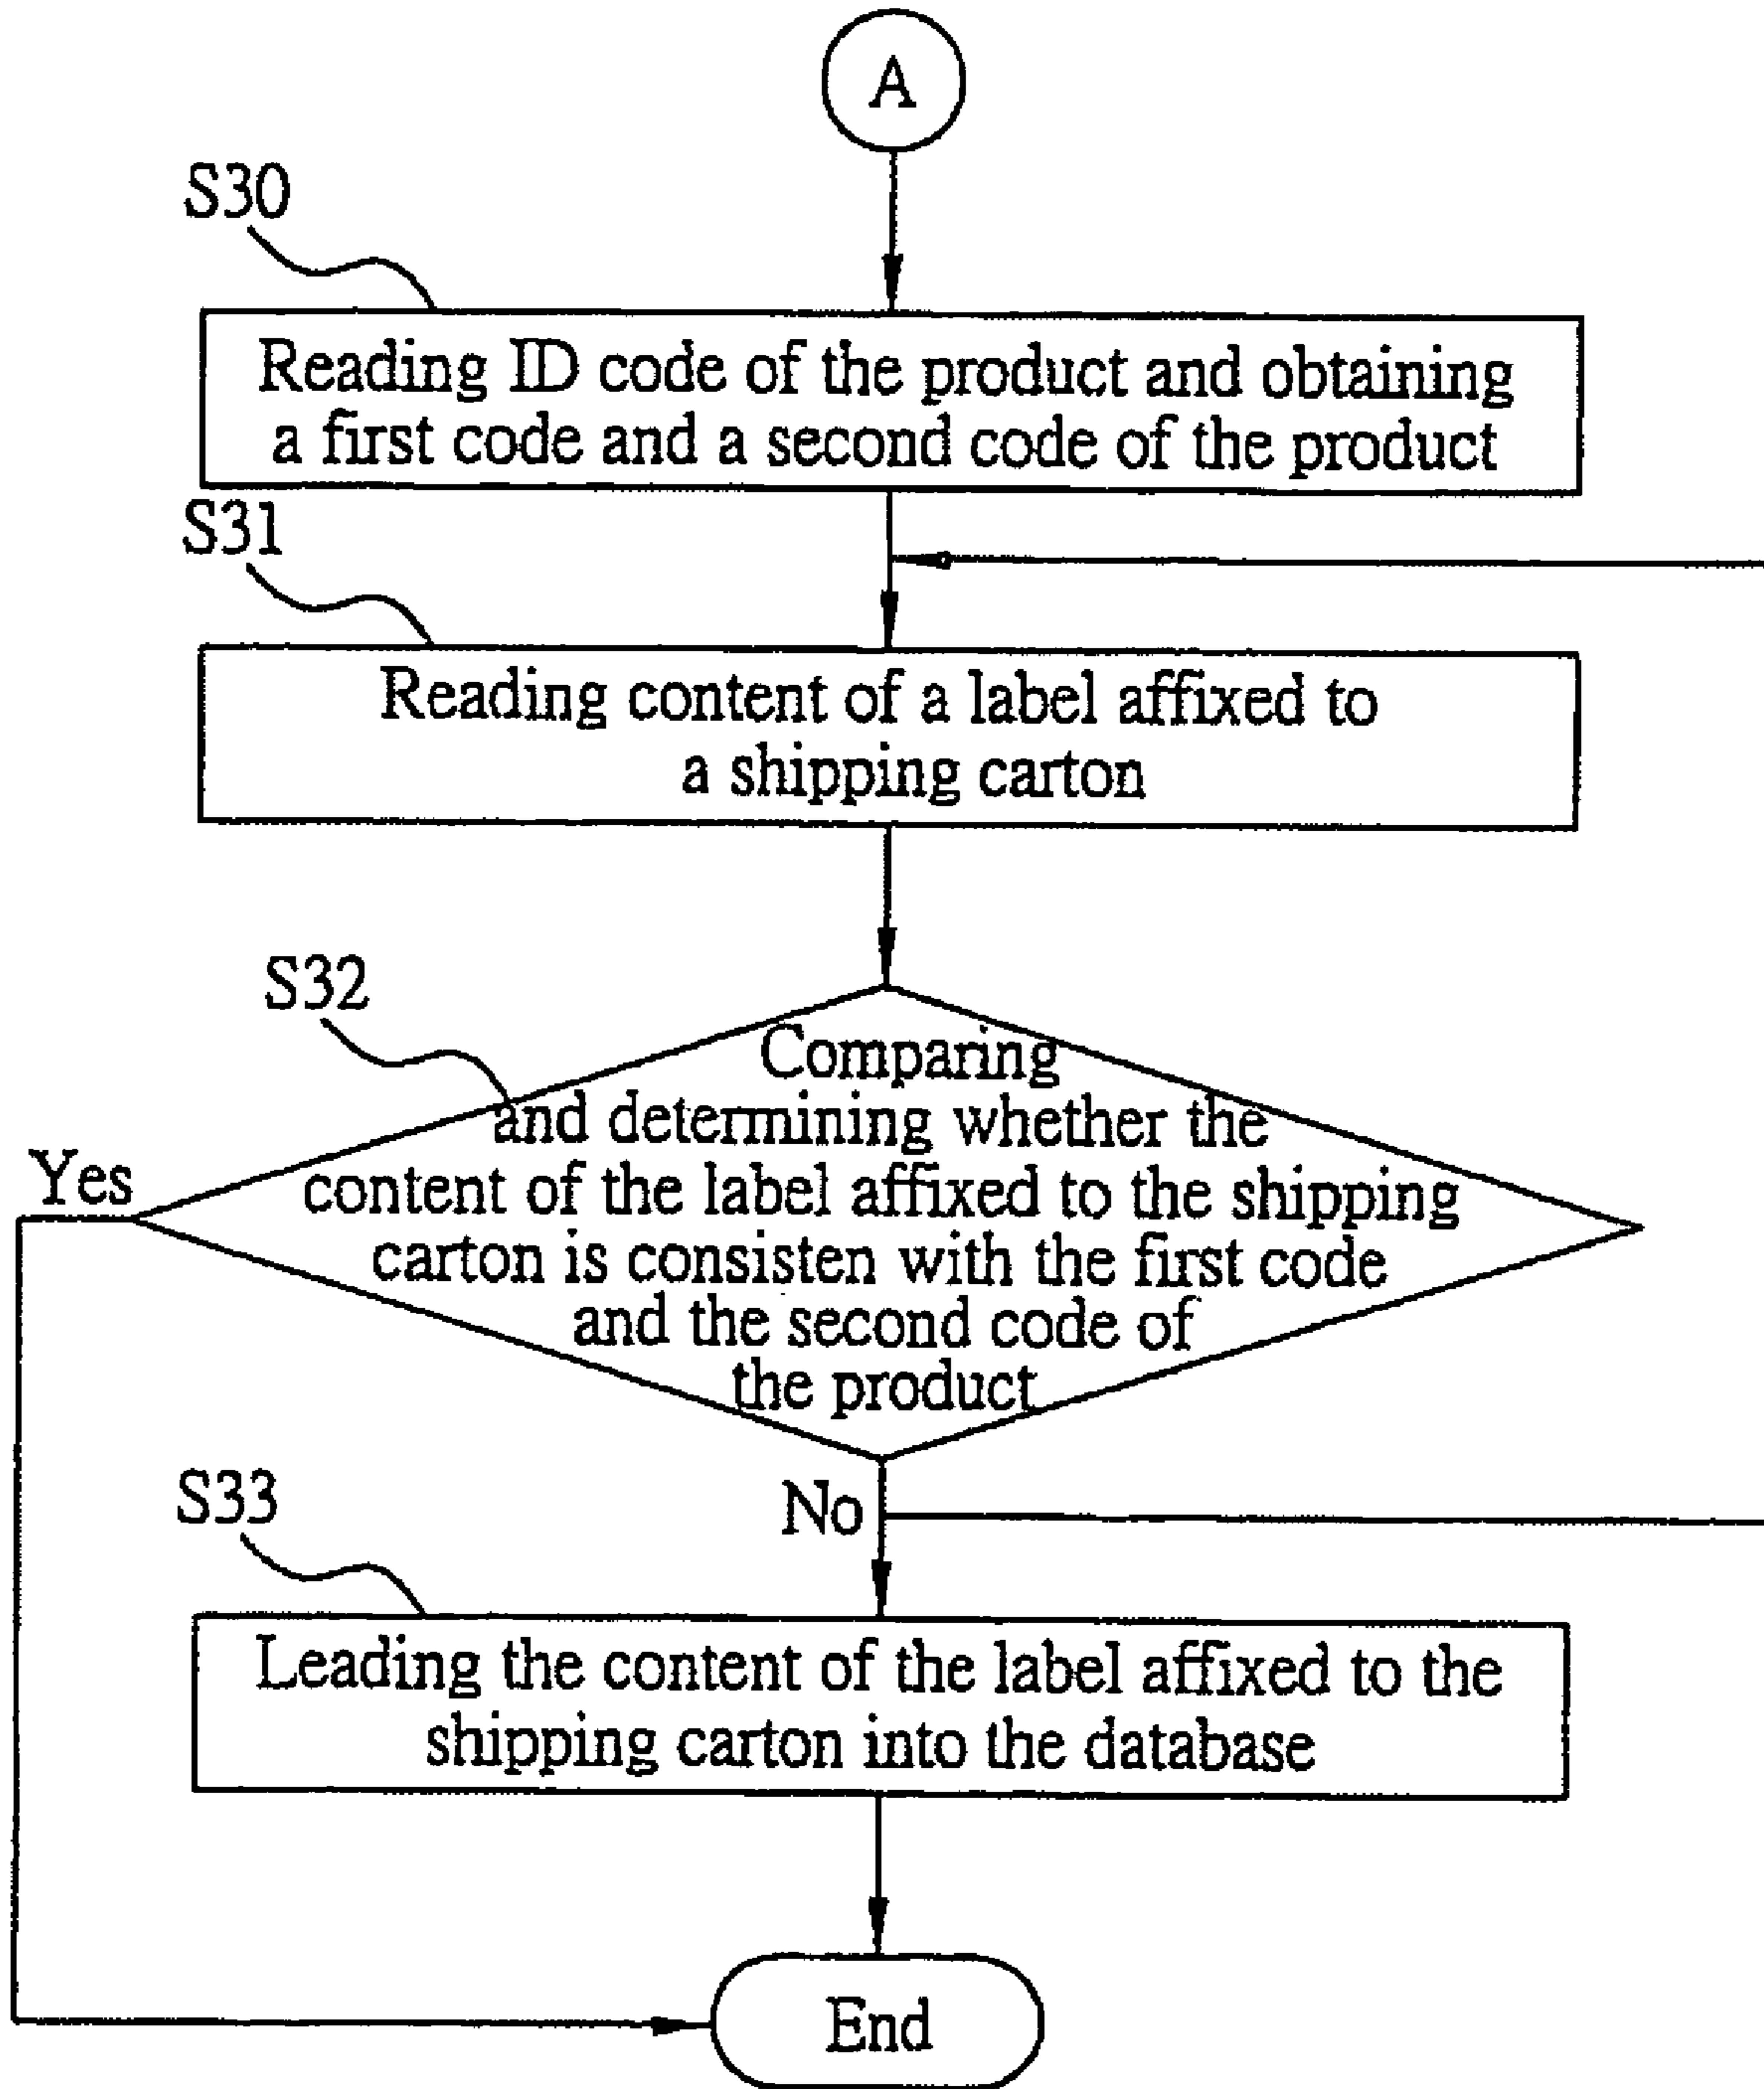 A
S30
Reading ID code of the product and obtaining
a first code and a second code of the product
S31
Reading content of a label affixed to
a shipping carton
S32
Comparing
and determining whether the
Yes
content of the label affixed to the shipping
carton is consisten with the first code
and the second code of
the product
No
S33
Leading the content of the label affixed to the
shipping carton into the database
End